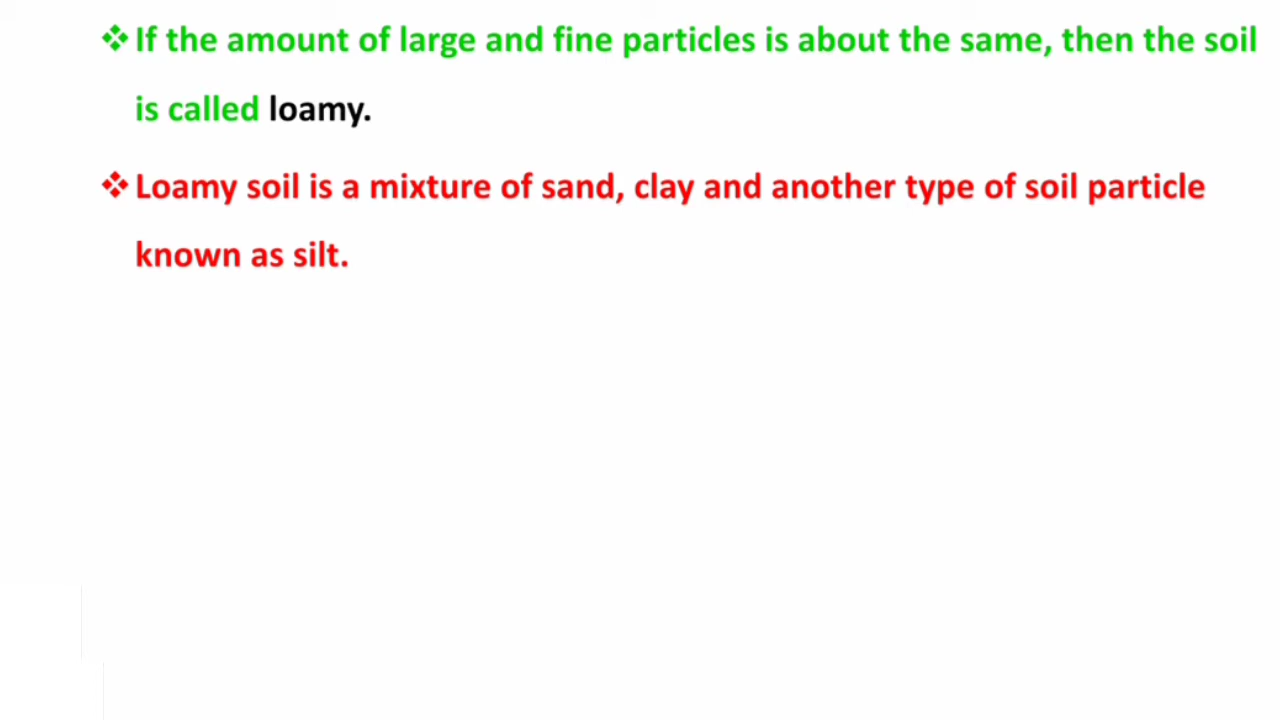 ❖If the amount of large and fine particles is about the same, then the soil
is called loamy.
❖Loamy soil is a mixture of sand, clay and another type of soil particle
known as silt.